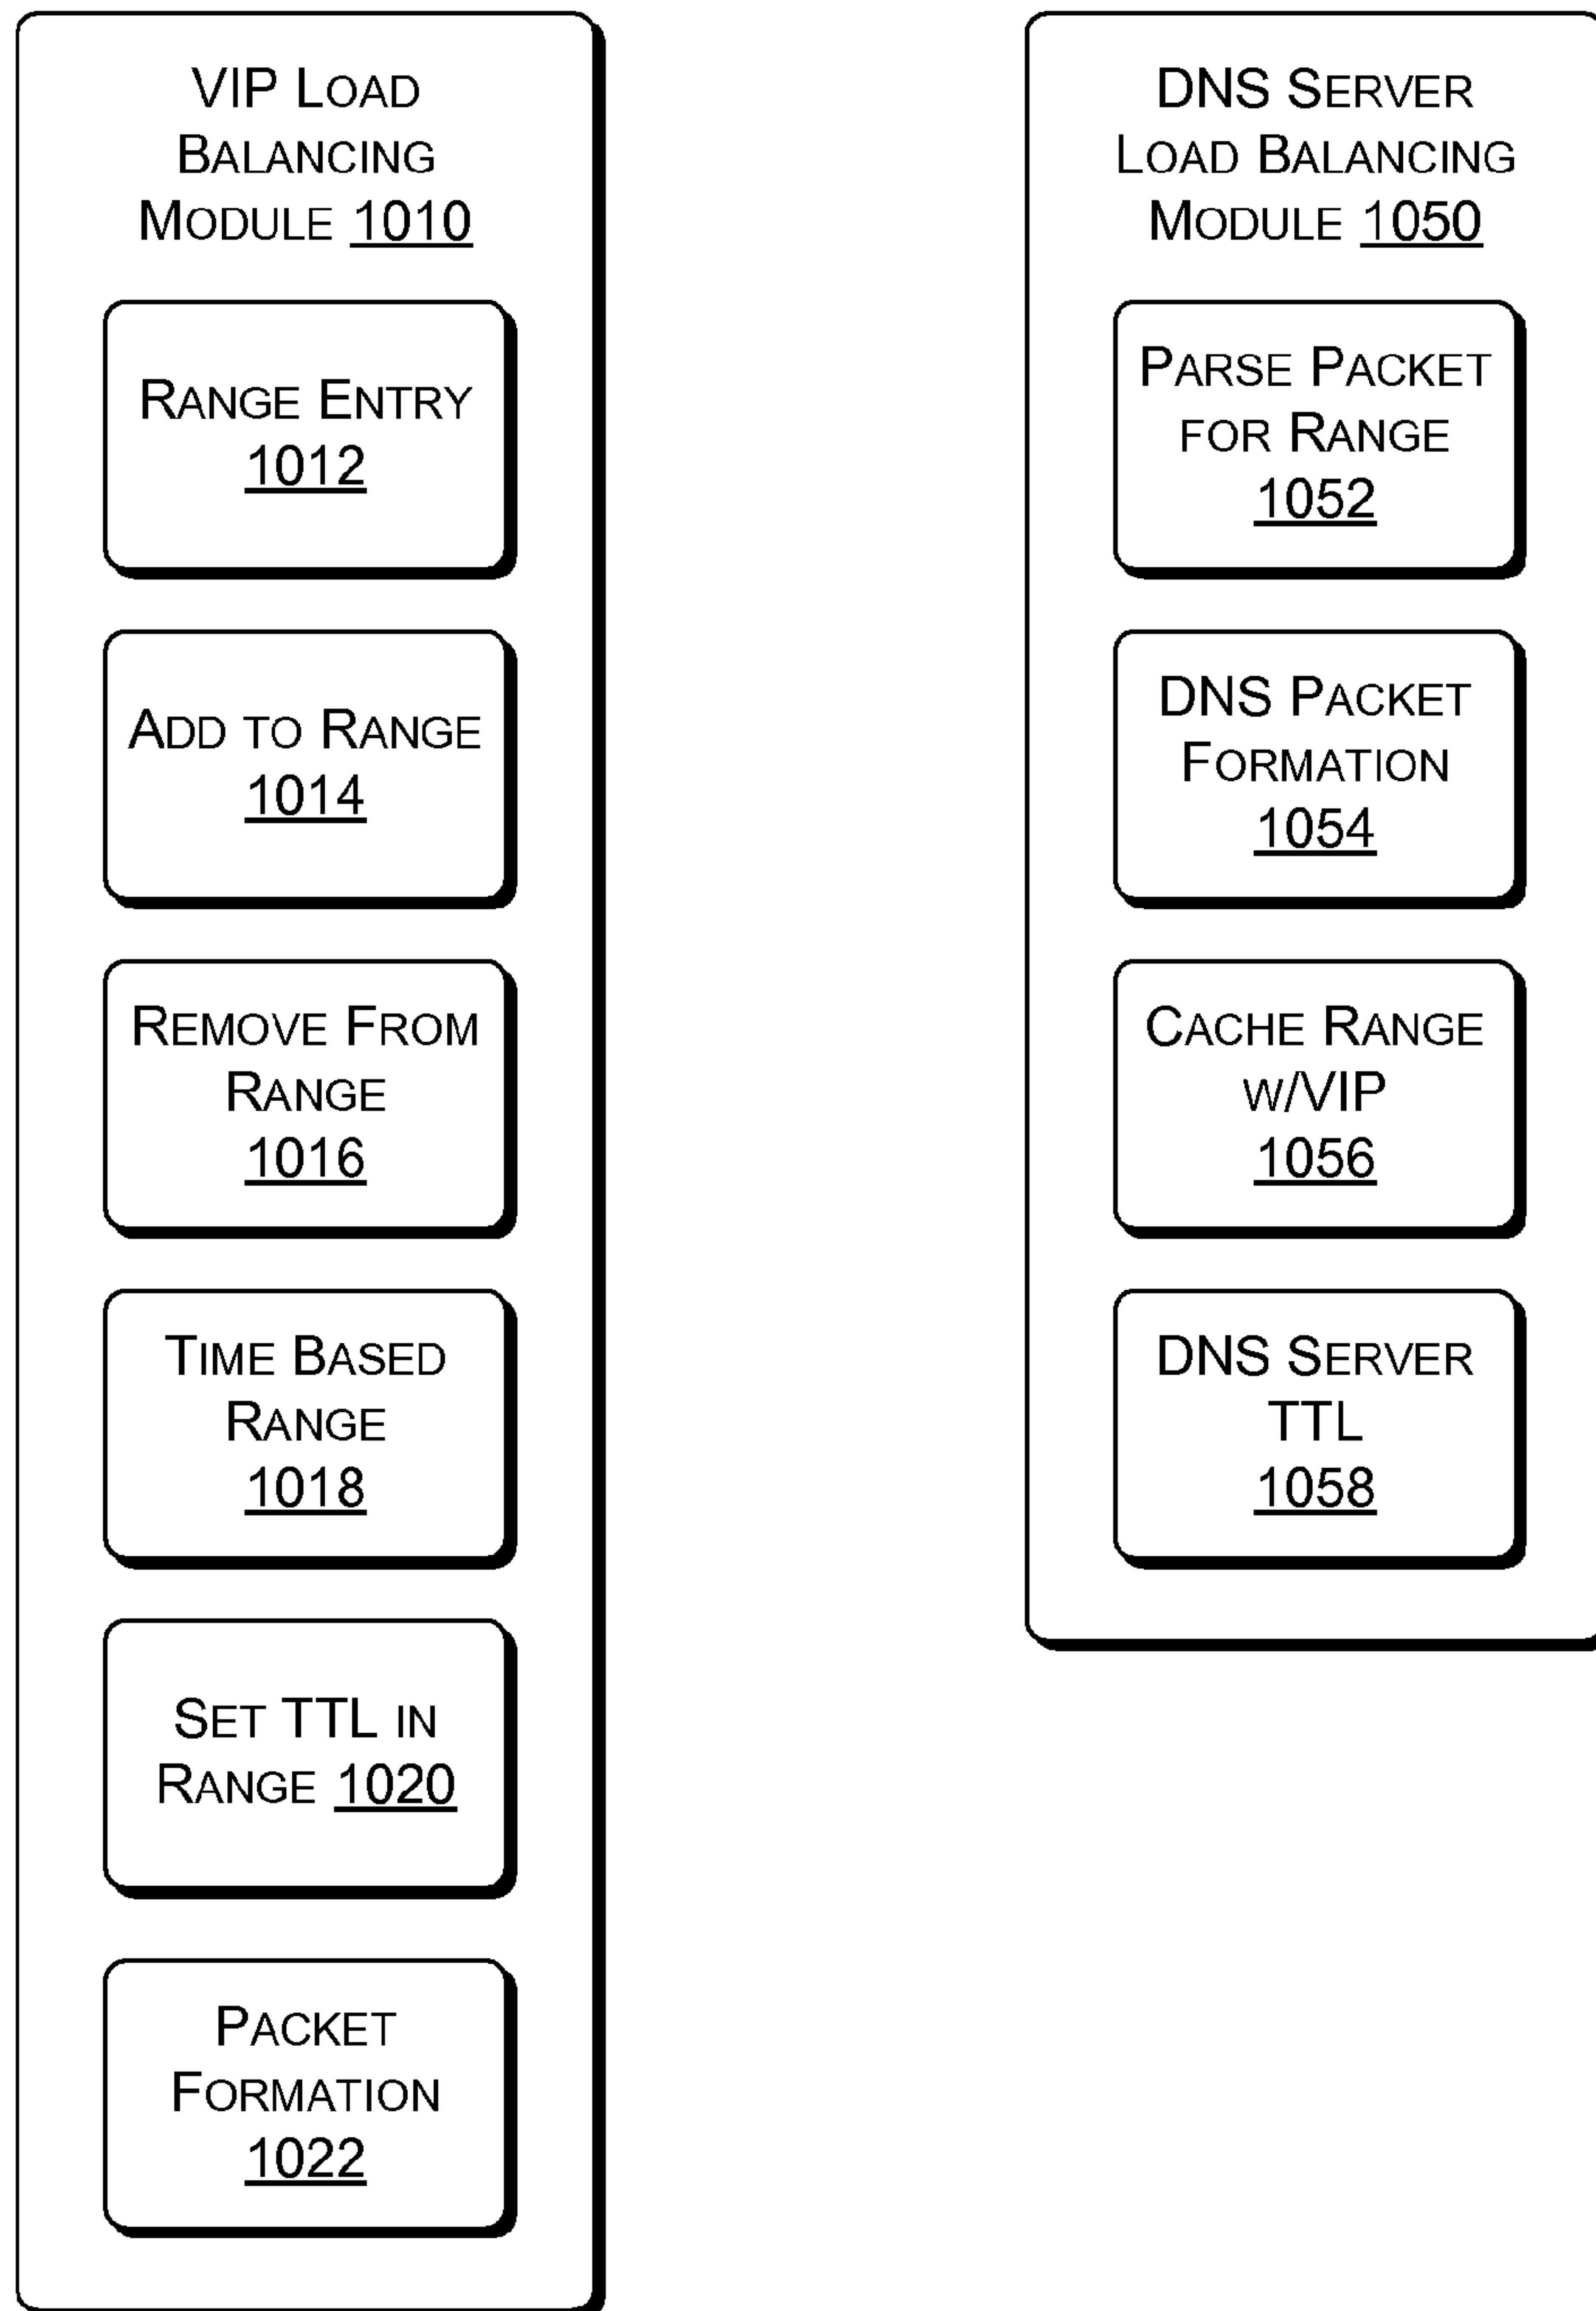 VIP LOAD
BALANCING
MODULE 1010
RANGE ENTRY
1012
ADD TO RANGE
1014
REMOVE FROM
RANGE
1016
TIME BASED
RANGE
1018
SET TTL IN
RANGE 1020
PACKET
FORMATION
1022
DNS SERVER
LOAD BALANCING
MODULE 1050
PARSE PACKET
FOR RANGE
1052
DNS PACKET
FORMATION
1054
CACHE RANGE
W/VIP
1056
DNS SERVER
TTL
1058